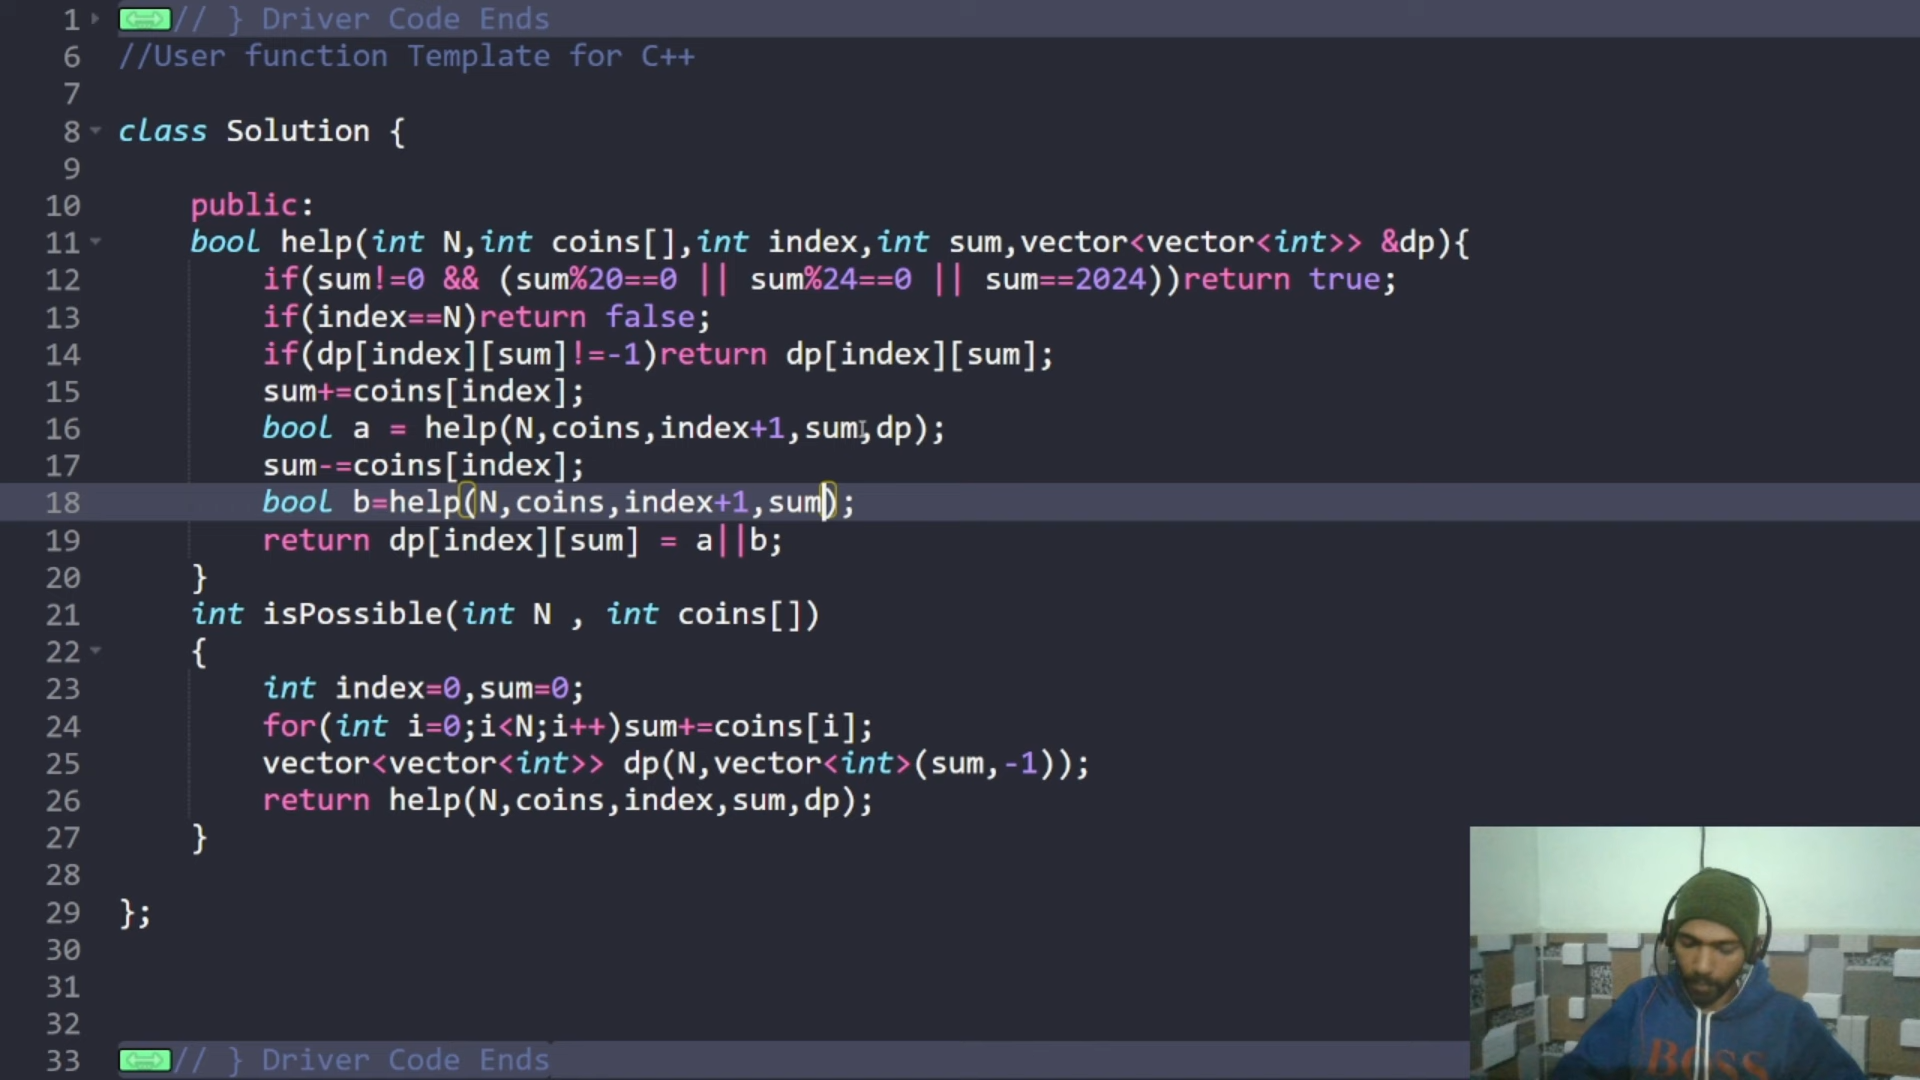 1 // } Driver Code Ends
6 //User function Template for C++
7
8 class Solution {
9
10 public:
11 bool help(int N,int coins[],int index,int sum,vector<vector<int>> &dp){
12 if(sum!=0 && (sum%20==0 || sum%24==0 || sum==2024))return true;
13 if(index==N)return false;
14 if(dp[index][sum]!=-1)return dp[index][sum];
15 sum+=coins[index];
16 bool a = help(N,coins,index+1,sum,dp);
17 sum-=coins[index];
18 bool b=help(N,coins,index+1,sum);
19 return dp[index][sum] = a||b;
20 }
21 int isPossible(int N , int coins[])
22 {
23 int index=0,sum=0;
24 for(int i=0;i<N;i++)sum+=coins[i];
25 vector<vector<int>> dp(N,vector<int>(sum,-1));
26 return help(N,coins,index,sum,dp);
27 }
28
29 };
30
31
32
33 // } Driver Code Ends
BOSS